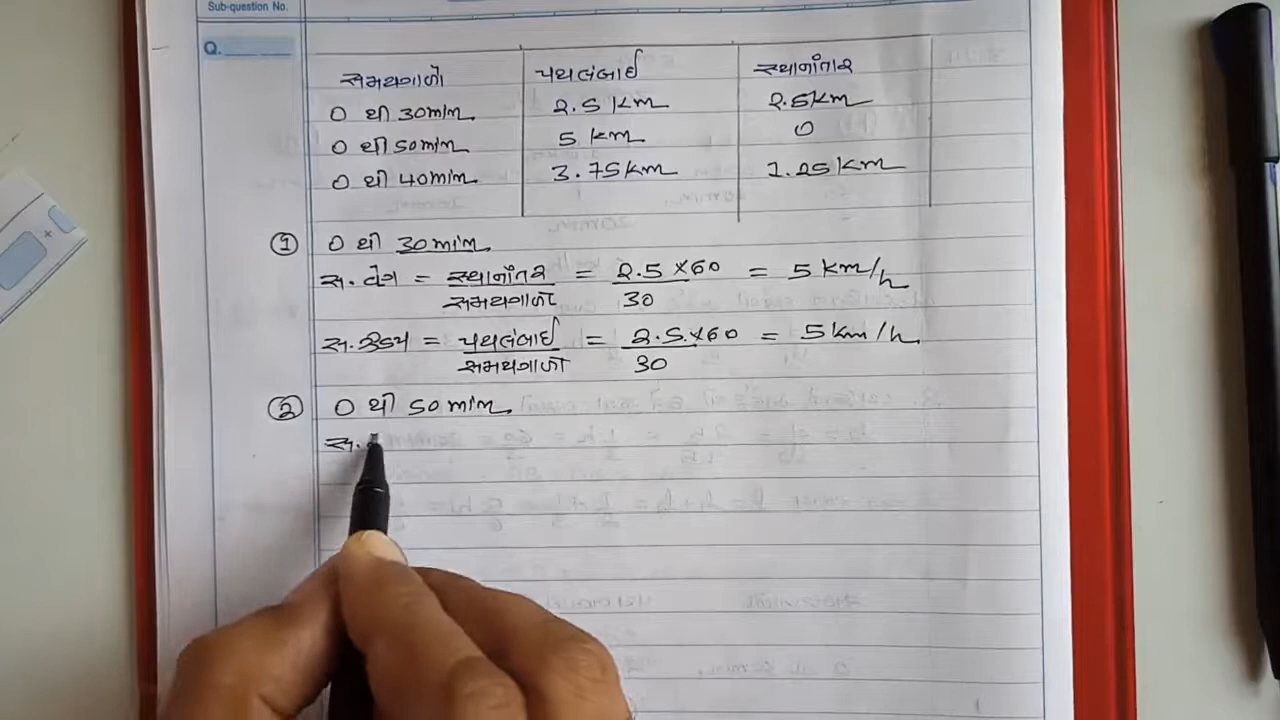 Sub-question No.
Q.
સમયગાળો પથલંબાઈ સ્થાનાંતર
0 થી 30min. 2.5 Km 2.5Km
0 થી 50min 5 Km 0
0 થી 40min. 3.75Km 1.25 Km
① 0 થી 30min.
સ. વેગ = સ્થાનાંતર / સમયગાળો = 2.5 × 60 / 30 = 5 Km/h
સ. ઝડપ = પથલંબાઈ / સમયગાળો = 2.5 × 60 / 30 = 5 Km/h
② 0 થી 50min.
સ.